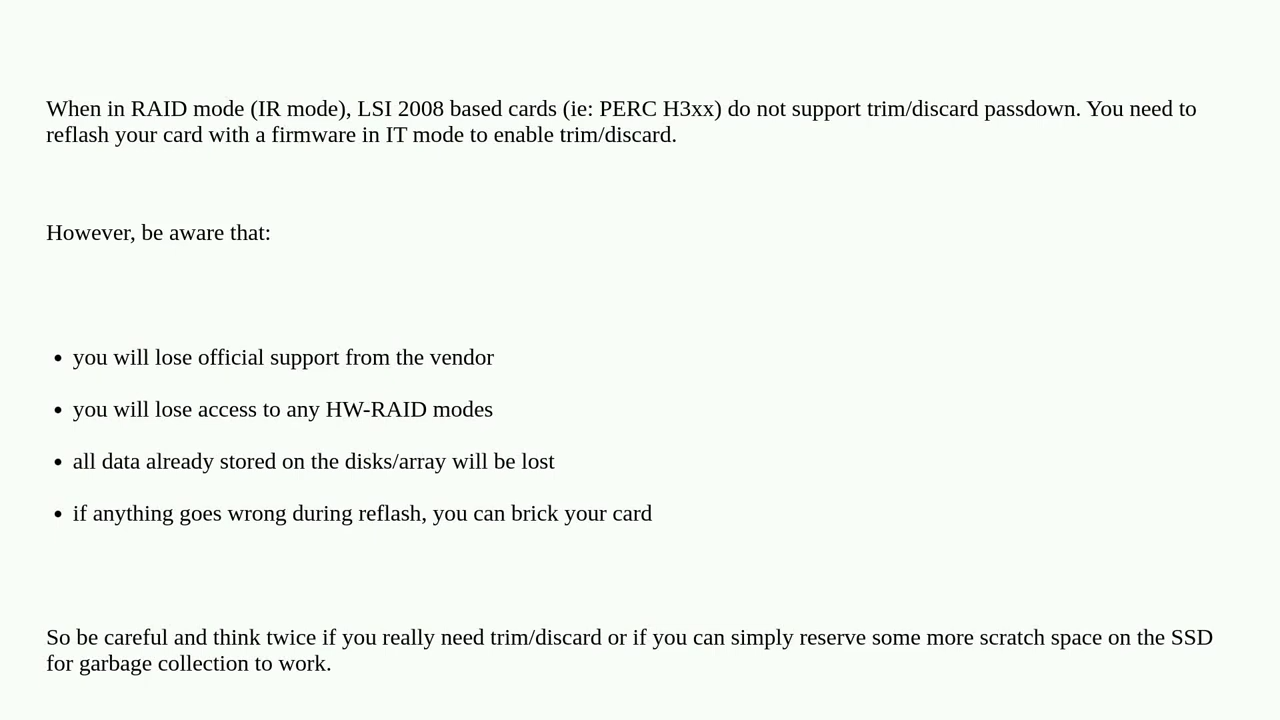 When in RAID mode (IR mode), LSI 2008 based cards (ie: PERC H3xx) do not support trim/discard passdown. You need to
reflash your card with a firmware in IT mode to enable trim/discard.
However, be aware that:
• you will lose official support from the vendor
• you will lose access to any HW-RAID modes
• all data already stored on the disks/array will be lost
• if anything goes wrong during reflash, you can brick your card
So be careful and think twice if you really need trim/discard or if you can simply reserve some more scratch space on the SSD
for garbage collection to work.